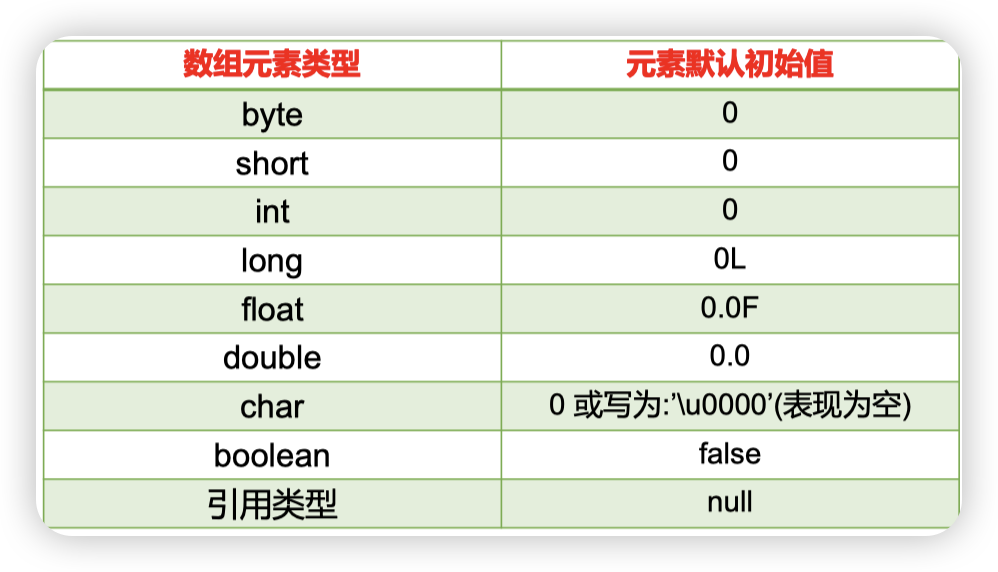 数组元素类型 元素默认初始值
byte 0
short 0
int 0
long 0L
float 0.0F
double 0.0
char 0 或写为:’\u0000’(表现为空)
boolean false
引用类型 null